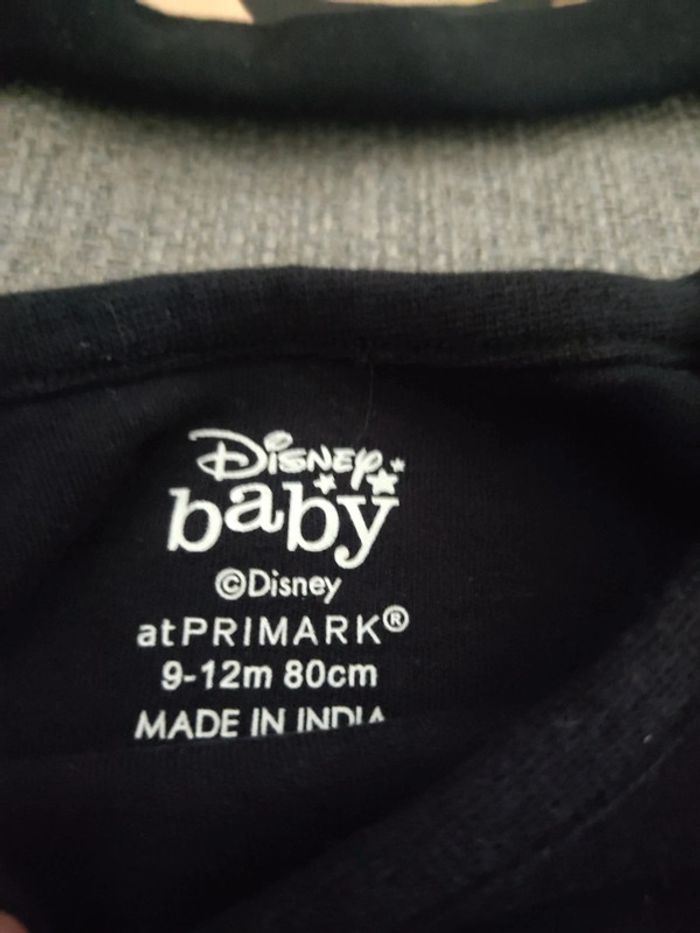 Disney
baby
©Disney
atPRIMARK®
9-12m 80cm
MADE IN INDIA